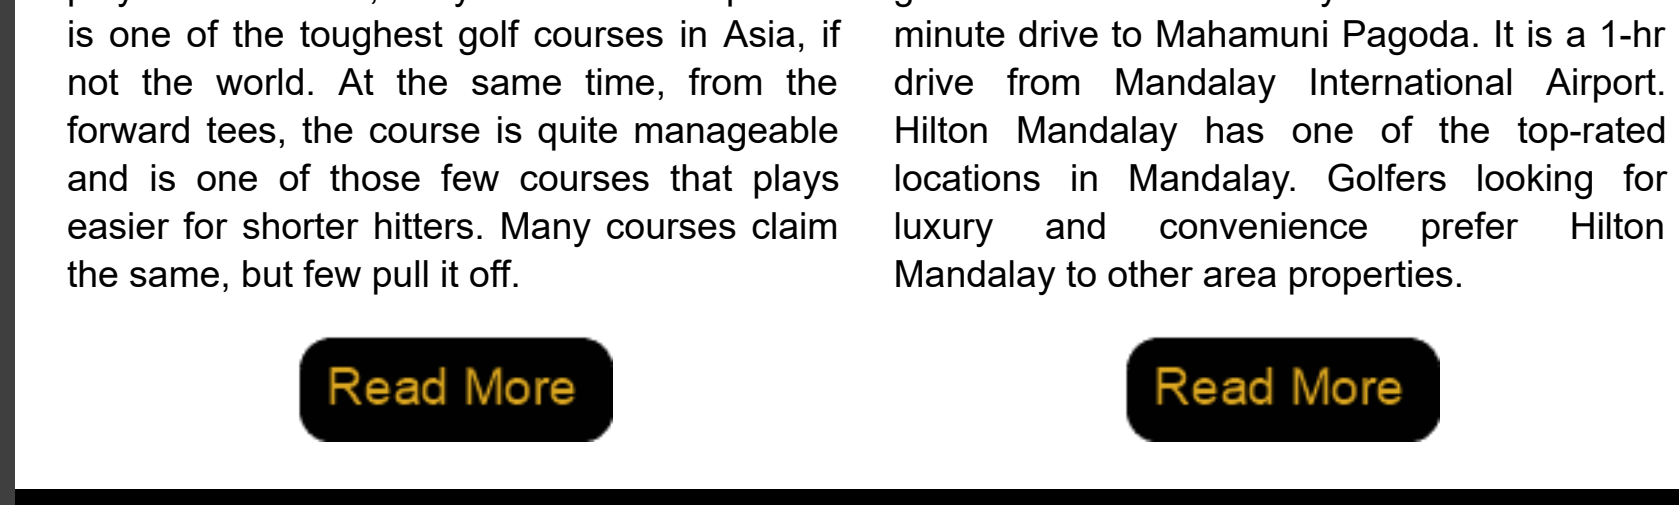 is one of the toughest golf courses in Asia, if
not the world. At the same time, from the
forward tees, the course is quite manageable
and is one of those few courses that plays
easier for shorter hitters. Many courses claim
the same, but few pull it off.
Read More
minute drive to Mahamuni Pagoda. It is a 1-hr
drive from Mandalay International Airport.
Hilton Mandalay has one of the top-rated
locations in Mandalay. Golfers looking for
luxury and convenience prefer Hilton
Mandalay to other area properties.
Read More